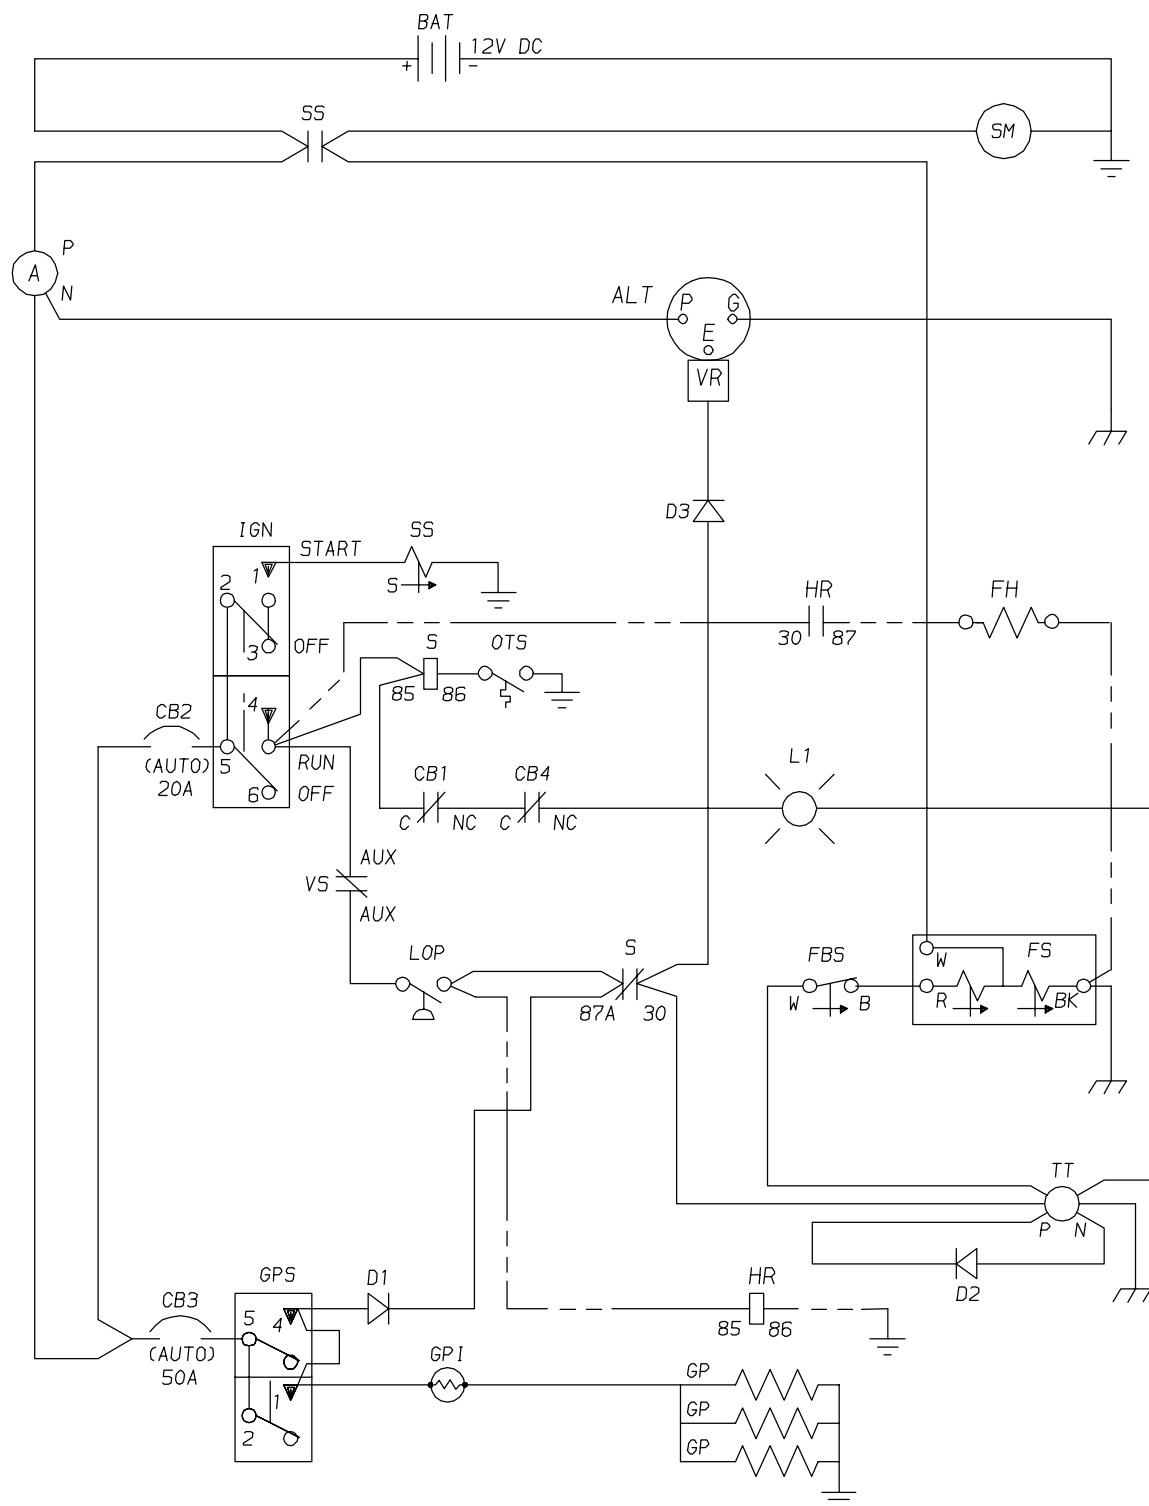 BAT
+ - 12V DC
SS
SM
P
A
N
ALT
P G
E
VR
D3
IGN
START
SS
S
1
2
3
OFF
HR
30 87
FH
S
OTS
85 86
4
CB2
(AUTO)
20A
5
RUN
6
OFF
CB1
C NC
CB4
C NC
L1
AUX
VS
AUX
LOP
S
87A 30
FBS
W B
W
FS
R
BK
TT
P N
D2
GPS
D1
HR
85 86
CB3
(AUTO)
50A
5
4
GPI
1
2
GP
GP
GP